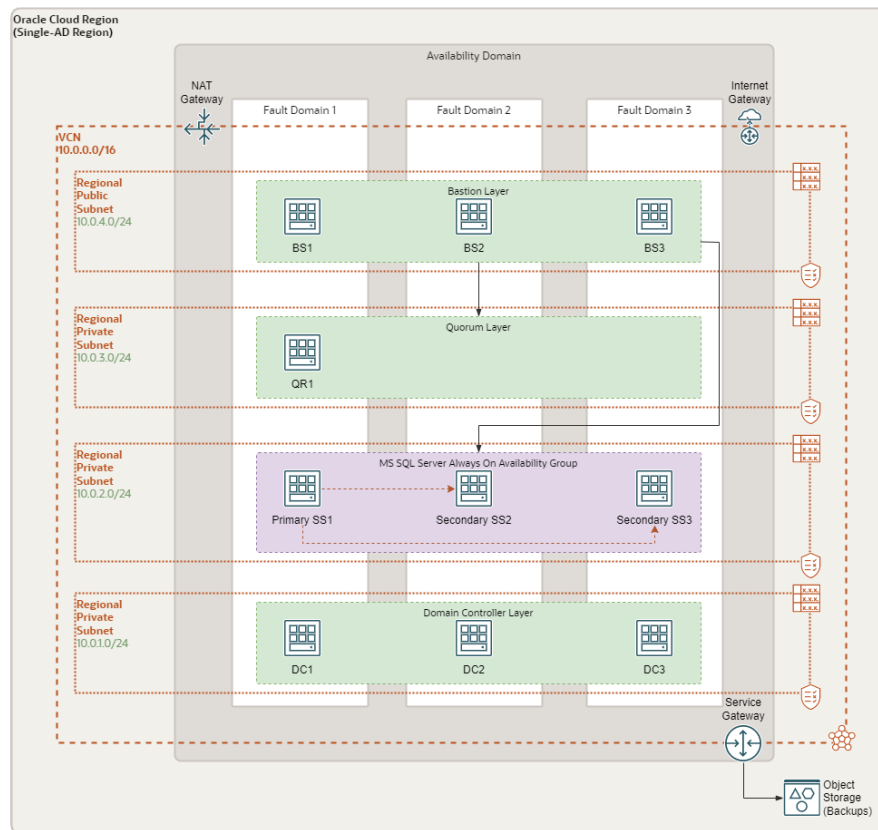 Oracle Cloud Region
(Single-AD Region)
Availability Domain
NAT
Gateway
Internet
Gateway
Fault Domain 1
Fault Domain 2
Fault Domain 3
VCN
10.0.0.0/16
Regional
Public
Subnet
10.0.4.0/24
Bastion Layer
BS1
BS2
BS3
Regional
Private
Subnet
10.0.3.0/24
Quorum Layer
QR1
Regional
Private
Subnet
10.0.2.0/24
MS SQL Server Always On Availability Group
Primary SS1
Secondary SS2
Secondary SS3
Regional
Private
Subnet
10.0.1.0/24
Domain Controller Layer
DC1
DC2
DC3
Service
Gateway
Object
Storage
(Backups)